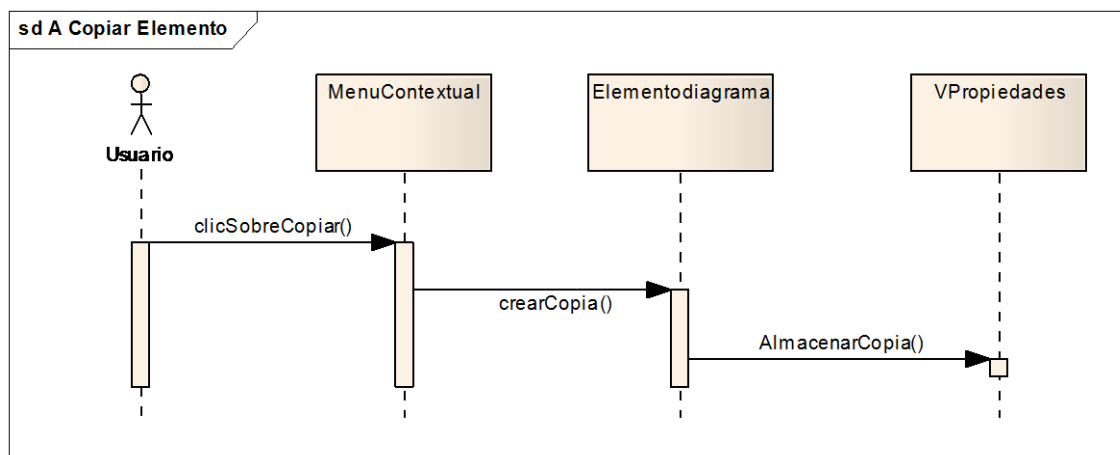 sd A Copiar Elemento
MenuContextual
Elementodiagrama
VPropiedades
Usuario
clicSobreCopiar()
crearCopia()
AlmacenarCopia()